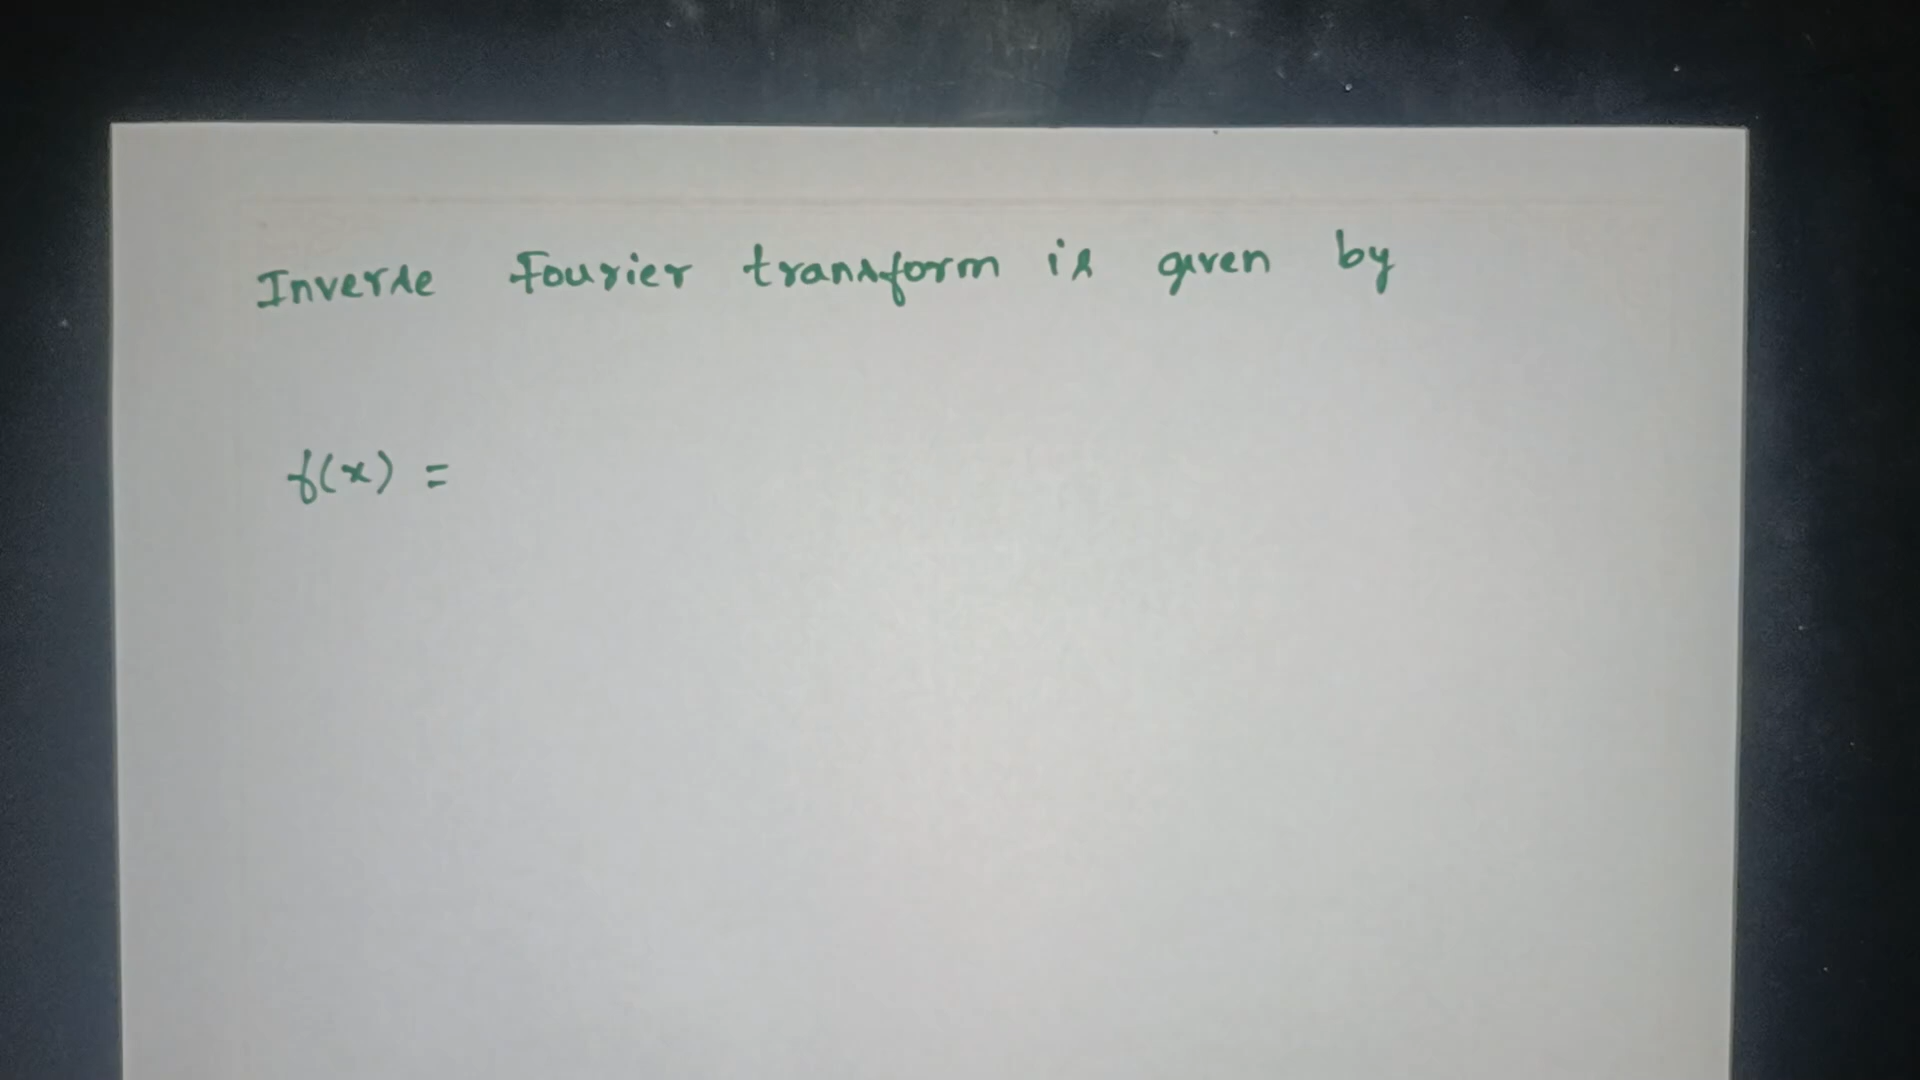 Inverse Fourier transform is given by
f(x) =